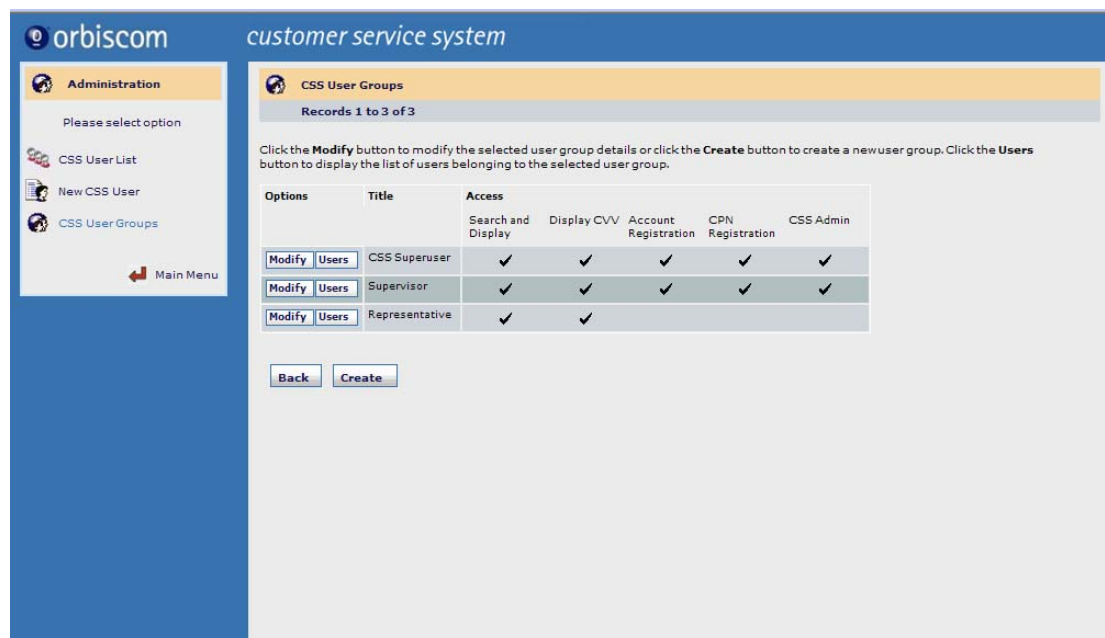 orbiscom
customer service system
Administration
Please select option
CSS User List
New CSS User
CSS User Groups
Main Menu
CSS User Groups
Records 1 to 3 of 3
Click the Modify button to modify the selected user group details or click the Create button to create a new user group. Click the Users
button to display the list of users belonging to the selected user group.
Options Title Access
Search and Display CVV Account CPN CSS Admin
Display Registration Registration
Modify Users CSS Superuser ✓ ✓ ✓ ✓ ✓
Modify Users Supervisor ✓ ✓ ✓ ✓ ✓
Modify Users Representative ✓ ✓
Back Create